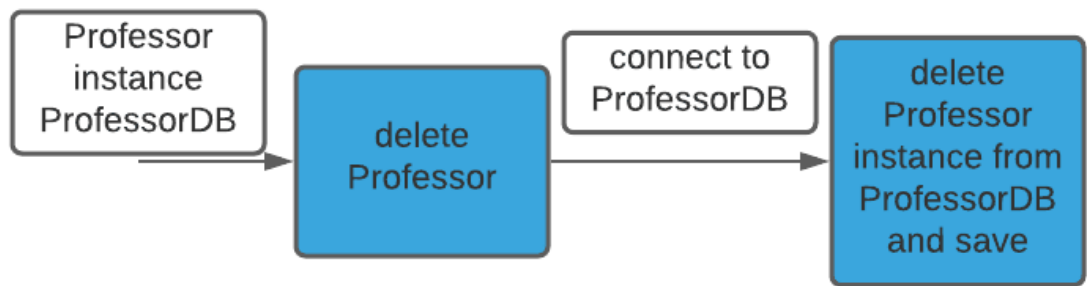 Professor
instance
ProfessorDB
delete
Professor
connect to
ProfessorDB
delete
Professor
instance from
ProfessorDB
and save